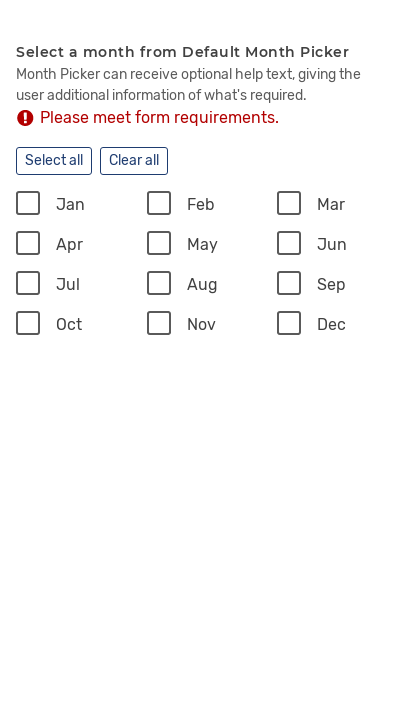 Select a month from Default Month Picker
Month Picker can receive optional help text, giving the
user additional information of what's required.
Please meet form requirements.
Select all Clear all
Jan Feb Mar
Apr May Jun
Jul Aug Sep
Oct Nov Dec